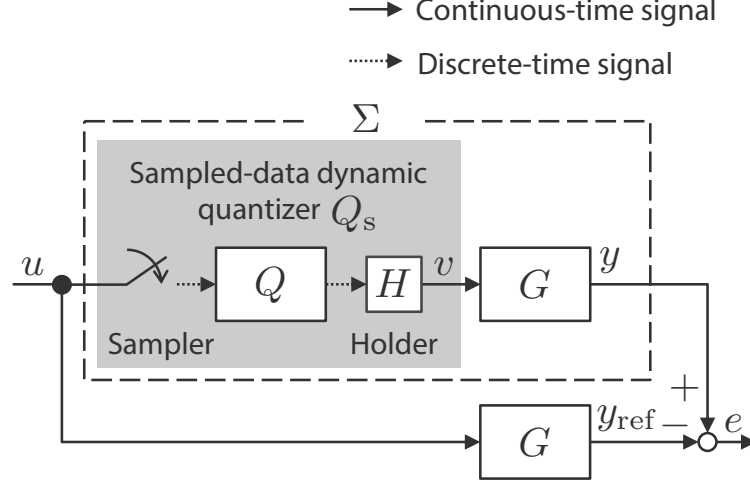 Continuous-time signal
Discrete-time signal
Σ
Sampled-data dynamic
quantizer Qs
u
Q
H
v
G
y
Sampler
Holder
+
G
yref
−
e